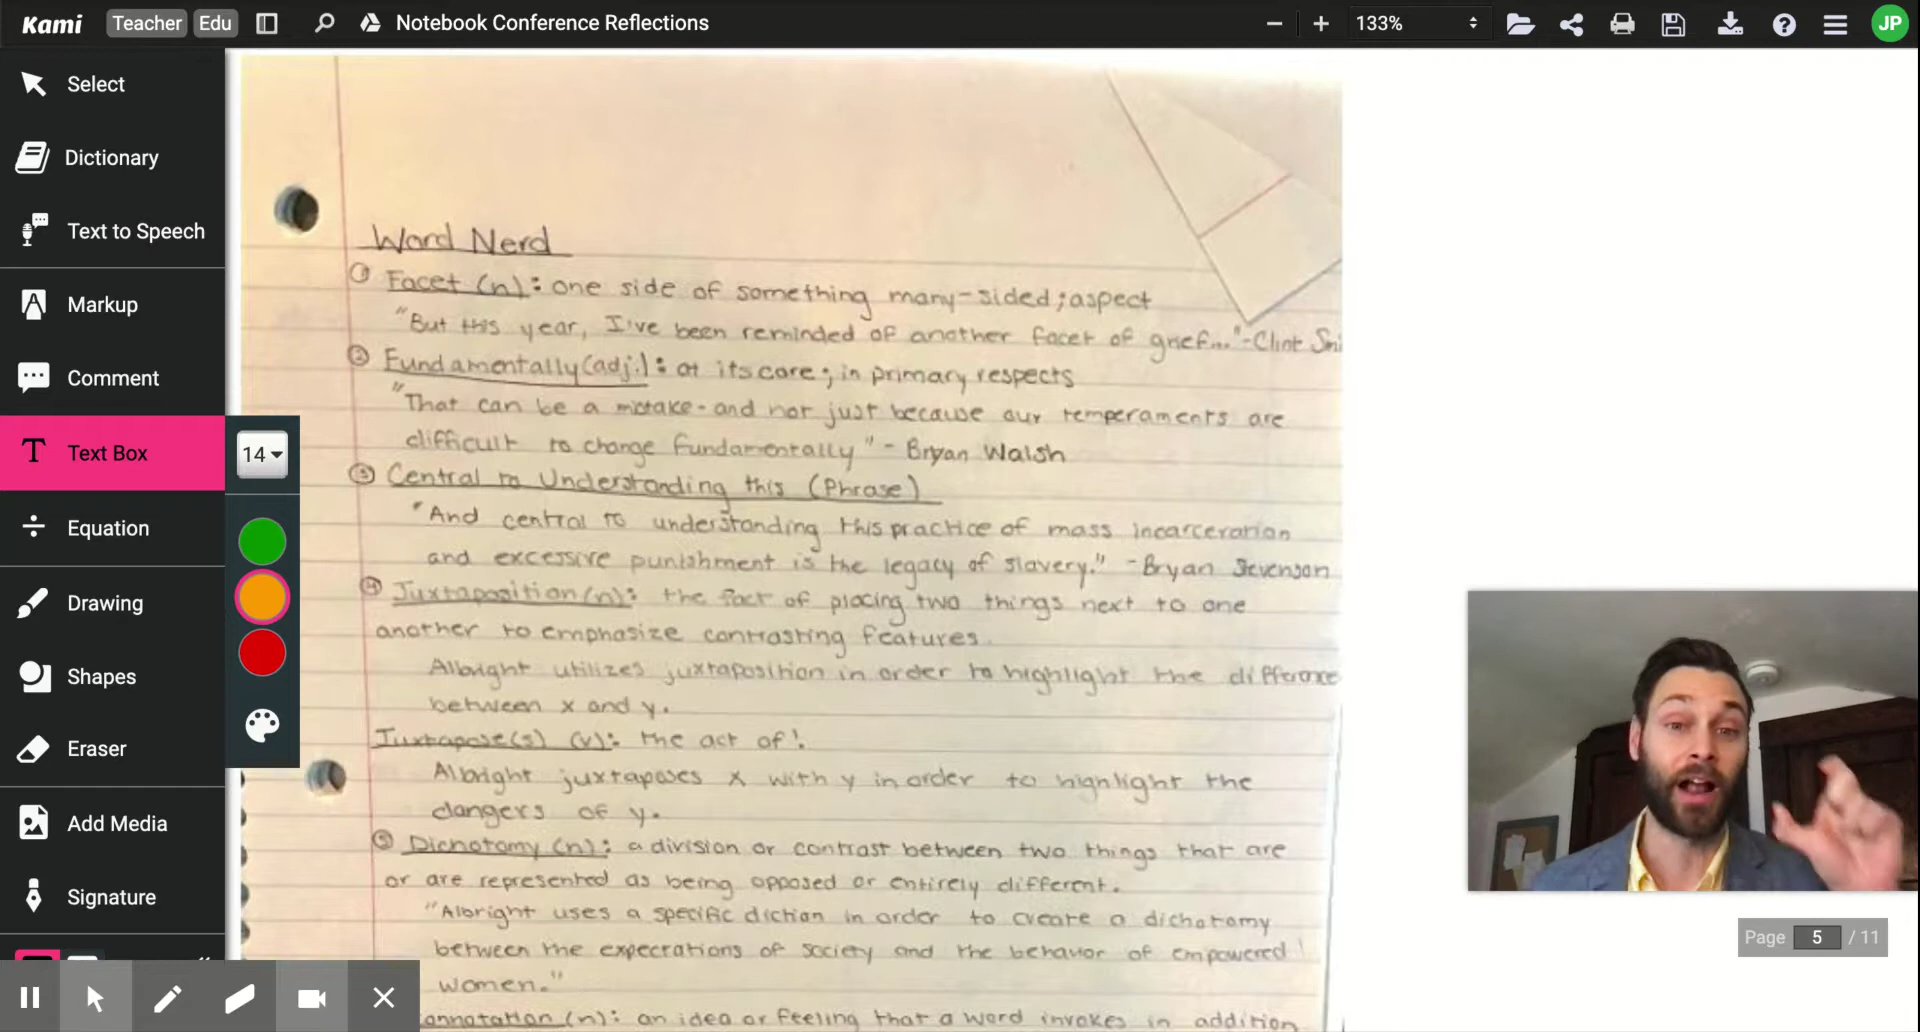 Kami Teacher Edu Notebook Conference Reflections 133% JP
Select
Dictionary
Text to Speech
Markup
Comment
Text Box 14
Equation
Drawing
Shapes
Eraser
Add Media
Signature
Word Nerd
① Facet (n): one side of something many-sided; aspect
"But this year, I've been reminded of another facet of grief..." - Clint Smi
② Fundamentally (adj.): at its core; in primary respects
"That can be a mistake - and not just because our temperaments are
difficult to change fundamentally" - Bryan Walsh
③ Central to Understanding this (Phrase)
"And central to understanding this practice of mass incarceration
and excessive punishment is the legacy of slavery." - Bryan Stevenson
④ Juxtaposition (n): the fact of placing two things next to one
another to emphasize contrasting features.
Albright utilizes juxtaposition in order to highlight the difference
between x and y.
Juxtapose(s) (v): the act of!
Albright juxtaposes x with y in order to highlight the
dangers of y.
⑤ Dichotomy (n): a division or contrast between two things that are
or are represented as being opposed or entirely different.
"Albright uses a specific diction in order to create a dichotomy
between the expectations of society and the behavior of empowered
women."
connotation (n): an idea or feeling that a word invokes in addition
Page 5 / 11